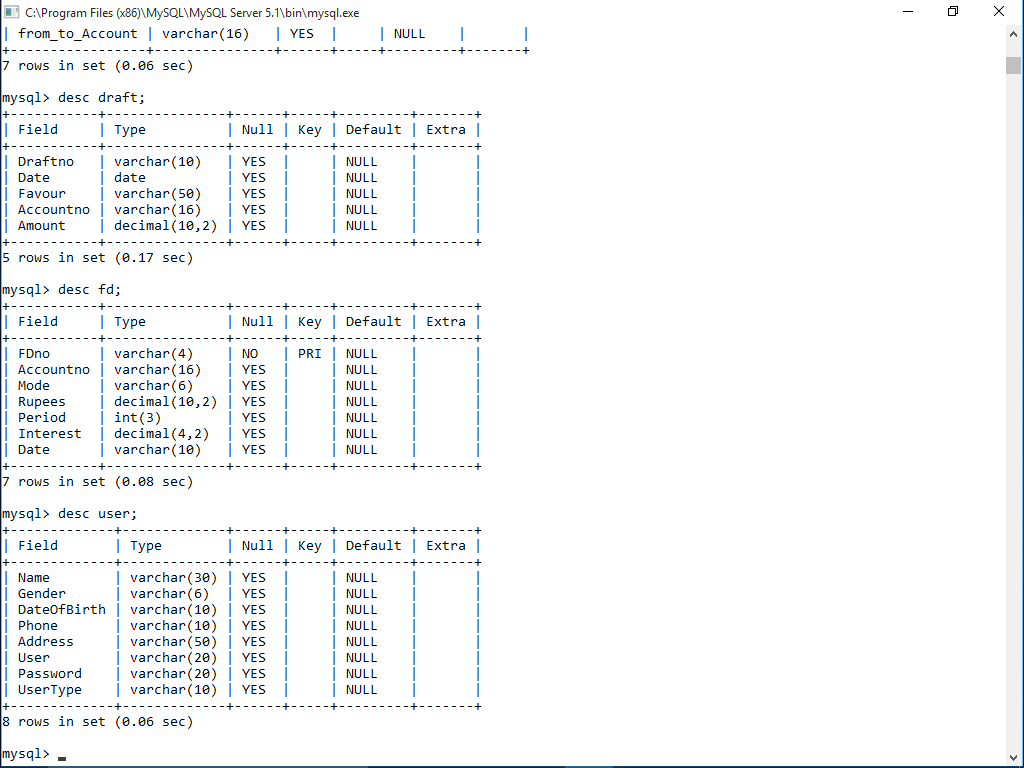 C:\Program Files (x86)\MySQL\MySQL Server 5.1\bin\mysql.exe
| from_to_Account | varchar(16)   | YES  |     | NULL    |       |
+-----------------+---------------+------+-----+---------+-------+
7 rows in set (0.06 sec)
mysql> desc draft;
+-----------+---------------+------+-----+---------+-------+
| Field     | Type          | Null | Key | Default | Extra |
+-----------+---------------+------+-----+---------+-------+
| Draftno   | varchar(10)   | YES  |     | NULL    |       |
| Date      | date          | YES  |     | NULL    |       |
| Favour    | varchar(50)   | YES  |     | NULL    |       |
| Accountno | varchar(16)   | YES  |     | NULL    |       |
| Amount    | decimal(10,2) | YES  |     | NULL    |       |
+-----------+---------------+------+-----+---------+-------+
5 rows in set (0.17 sec)
mysql> desc fd;
+-----------+---------------+------+-----+---------+-------+
| Field     | Type          | Null | Key | Default | Extra |
+-----------+---------------+------+-----+---------+-------+
| FDno      | varchar(4)    | NO   | PRI | NULL    |       |
| Accountno | varchar(16)   | YES  |     | NULL    |       |
| Mode      | varchar(6)    | YES  |     | NULL    |       |
| Rupees    | decimal(10,2) | YES  |     | NULL    |       |
| Period    | int(3)        | YES  |     | NULL    |       |
| Interest  | decimal(4,2)  | YES  |     | NULL    |       |
| Date      | varchar(10)   | YES  |     | NULL    |       |
+-----------+---------------+------+-----+---------+-------+
7 rows in set (0.08 sec)
mysql> desc user;
+-------------+-------------+------+-----+---------+-------+
| Field       | Type        | Null | Key | Default | Extra |
+-------------+-------------+------+-----+---------+-------+
| Name        | varchar(30) | YES  |     | NULL    |       |
| Gender      | varchar(6)  | YES  |     | NULL    |       |
| DateOfBirth | varchar(10) | YES  |     | NULL    |       |
| Phone       | varchar(10) | YES  |     | NULL    |       |
| Address     | varchar(50) | YES  |     | NULL    |       |
| User        | varchar(20) | YES  |     | NULL    |       |
| Password    | varchar(20) | YES  |     | NULL    |       |
| UserType    | varchar(10) | YES  |     | NULL    |       |
+-------------+-------------+------+-----+---------+-------+
8 rows in set (0.06 sec)
mysql> _